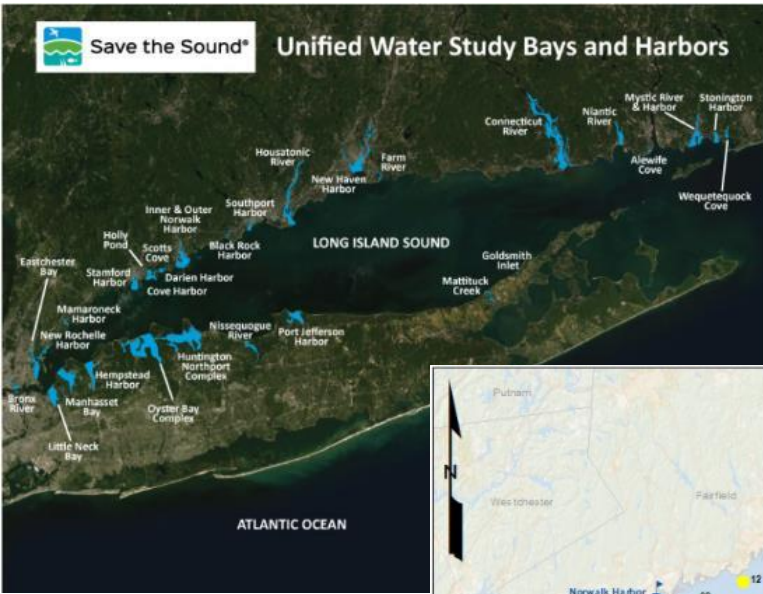 Save the Sound®
Unified Water Study Bays and Harbors
Mystic River
& Harbor
Stonington
Harbor
Connecticut
River
Niantic
River
Alewife
Cove
Wequetequock
Cove
Housatonic
River
Farm
River
New Haven
Harbor
Southport
Harbor
Inner & Outer
Norwalk
Harbor
Black Rock
Harbor
Holly
Pond
Scotts
Cove
LONG ISLAND SOUND
Goldsmith
Inlet
Eastchester
Bay
Stamford
Harbor
Darien Harbor
Cove Harbor
Mattituck
Creek
Mamaroneck
Harbor
New Rochelle
Harbor
Nissequogue
River
Port Jefferson
Harbor
Huntington
Northport
Complex
Hempstead
Harbor
Bronx
River
Manhasset
Bay
Oyster Bay
Complex
Little Neck
Bay
ATLANTIC OCEAN
Putnam
N
Westchester
Fairfield
12
Norwalk Harbor